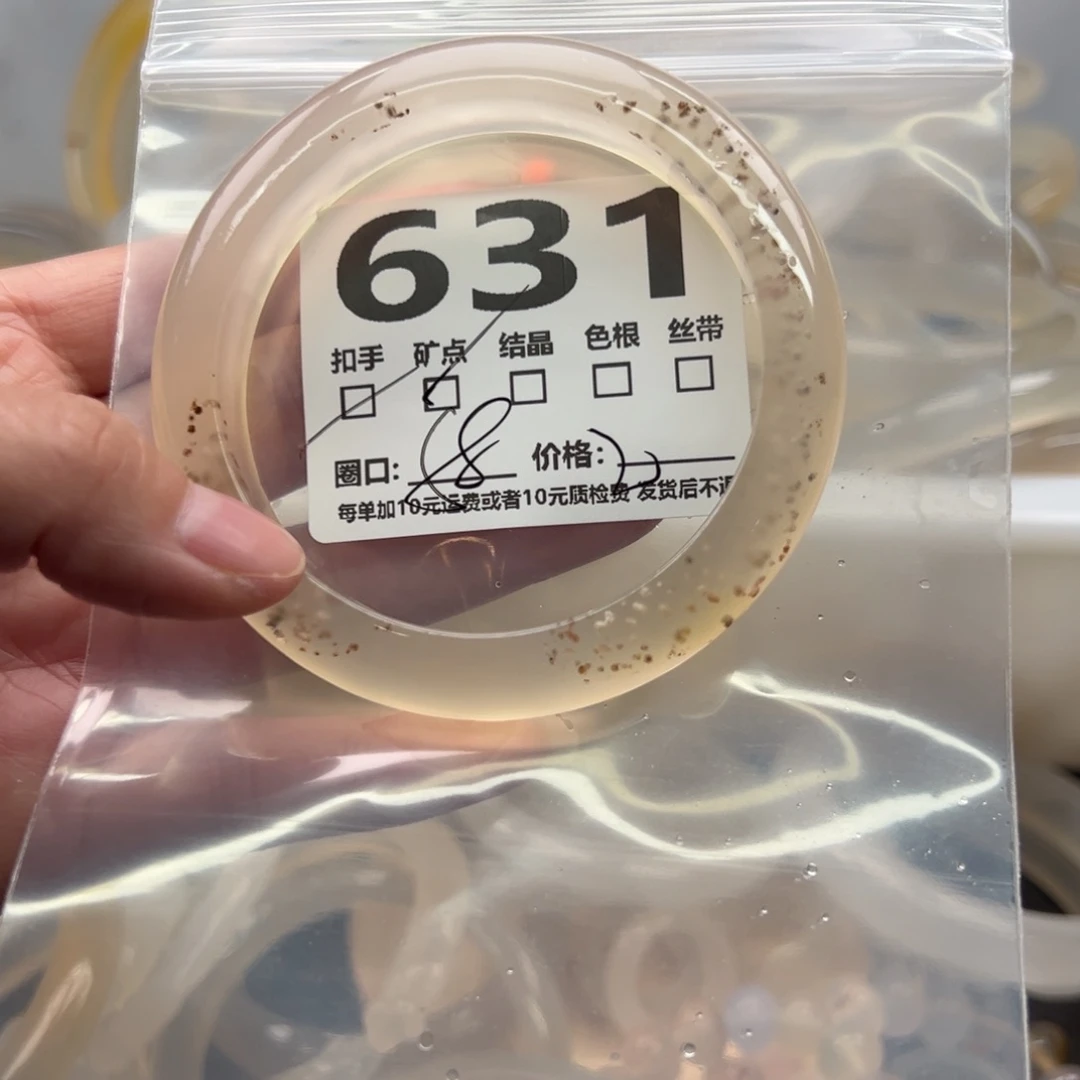 631
扣手 矿点 结晶 色根 丝带
圈口: 8 价格:
每单加10元运费或者10元质检费 发货后不退